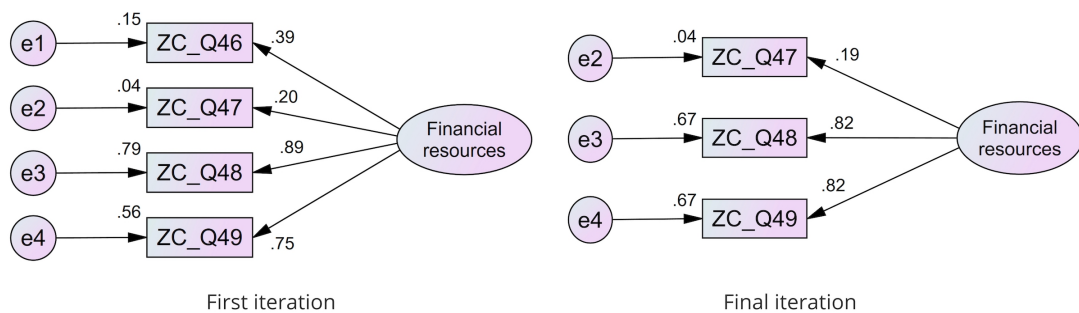 .15
e1
ZC_Q46
.39
.04
e2
ZC_Q47
.20
.79
e3
ZC_Q48
.89
.56
e4
ZC_Q49
.75
Financial
resources
First iteration
.04
e2
ZC_Q47
.19
.67
e3
ZC_Q48
.82
.67
e4
ZC_Q49
.82
Financial
resources
Final iteration